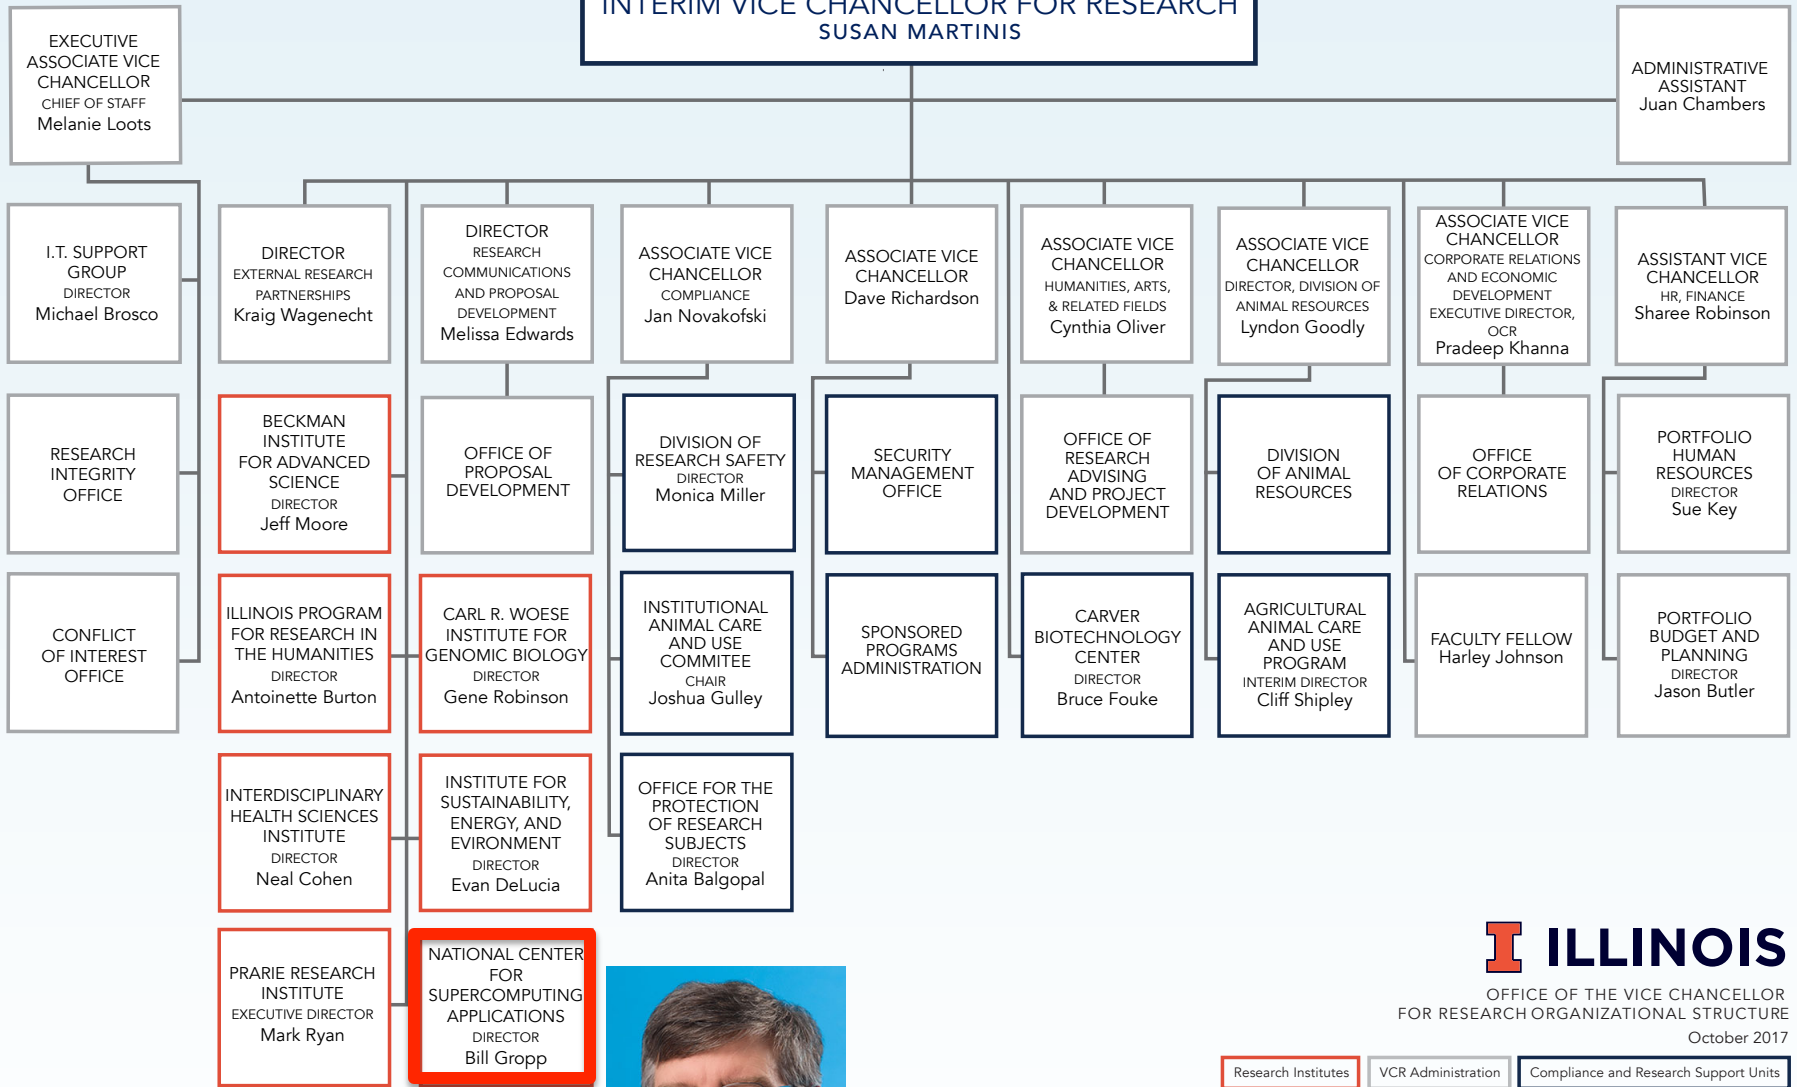 INTERIM VICE CHANCELLOR FOR RESEARCH
SUSAN MARTINIS
EXECUTIVE
ASSOCIATE VICE
CHANCELLOR
CHIEF OF STAFF
Melanie Loots
ADMINISTRATIVE
ASSISTANT
Juan Chambers
I.T. SUPPORT
GROUP
DIRECTOR
Michael Brosco
DIRECTOR
EXTERNAL RESEARCH
PARTNERSHIPS
Kraig Wagenecht
DIRECTOR
RESEARCH
COMMUNICATIONS
AND PROPOSAL
DEVELOPMENT
Melissa Edwards
ASSOCIATE VICE
CHANCELLOR
COMPLIANCE
Jan Novakofski
ASSOCIATE VICE
CHANCELLOR
Dave Richardson
ASSOCIATE VICE
CHANCELLOR
HUMANITIES, ARTS,
& RELATED FIELDS
Cynthia Oliver
ASSOCIATE VICE
CHANCELLOR
DIRECTOR, DIVISION OF
ANIMAL RESOURCES
Lyndon Goodly
ASSOCIATE VICE
CHANCELLOR
CORPORATE RELATIONS
AND ECONOMIC
DEVELOPMENT
EXECUTIVE DIRECTOR,
OCR
Pradeep Khanna
ASSISTANT VICE
CHANCELLOR
HR, FINANCE
Sharee Robinson
RESEARCH
INTEGRITY
OFFICE
BECKMAN
INSTITUTE
FOR ADVANCED
SCIENCE
DIRECTOR
Jeff Moore
OFFICE OF
PROPOSAL
DEVELOPMENT
DIVISION OF
RESEARCH SAFETY
DIRECTOR
Monica Miller
SECURITY
MANAGEMENT
OFFICE
OFFICE OF
RESEARCH
ADVISING
AND PROJECT
DEVELOPMENT
DIVISION
OF ANIMAL
RESOURCES
OFFICE
OF CORPORATE
RELATIONS
PORTFOLIO
HUMAN
RESOURCES
DIRECTOR
Sue Key
CONFLICT
OF INTEREST
OFFICE
ILLINOIS PROGRAM
FOR RESEARCH IN
THE HUMANITIES
DIRECTOR
Antoinette Burton
CARL R. WOESE
INSTITUTE FOR
GENOMIC BIOLOGY
DIRECTOR
Gene Robinson
INSTITUTIONAL
ANIMAL CARE
AND USE
COMMITEE
CHAIR
Joshua Gulley
SPONSORED
PROGRAMS
ADMINISTRATION
CARVER
BIOTECHNOLOGY
CENTER
DIRECTOR
Bruce Fouke
AGRICULTURAL
ANIMAL CARE
AND USE
PROGRAM
INTERIM DIRECTOR
Cliff Shipley
FACULTY FELLOW
Harley Johnson
PORTFOLIO
BUDGET AND
PLANNING
DIRECTOR
Jason Butler
INTERDISCIPLINARY
HEALTH SCIENCES
INSTITUTE
DIRECTOR
Neal Cohen
INSTITUTE FOR
SUSTAINABILITY,
ENERGY, AND
EVIRONMENT
DIRECTOR
Evan DeLucia
OFFICE FOR THE
PROTECTION
OF RESEARCH
SUBJECTS
DIRECTOR
Anita Balgopal
PRARIE RESEARCH
INSTITUTE
EXECUTIVE DIRECTOR
Mark Ryan
NATIONAL CENTER
FOR
SUPERCOMPUTING
APPLICATIONS
DIRECTOR
Bill Gropp
I ILLINOIS
OFFICE OF THE VICE CHANCELLOR
FOR RESEARCH ORGANIZATIONAL STRUCTURE
October 2017
Research Institutes
VCR Administration
Compliance and Research Support Units